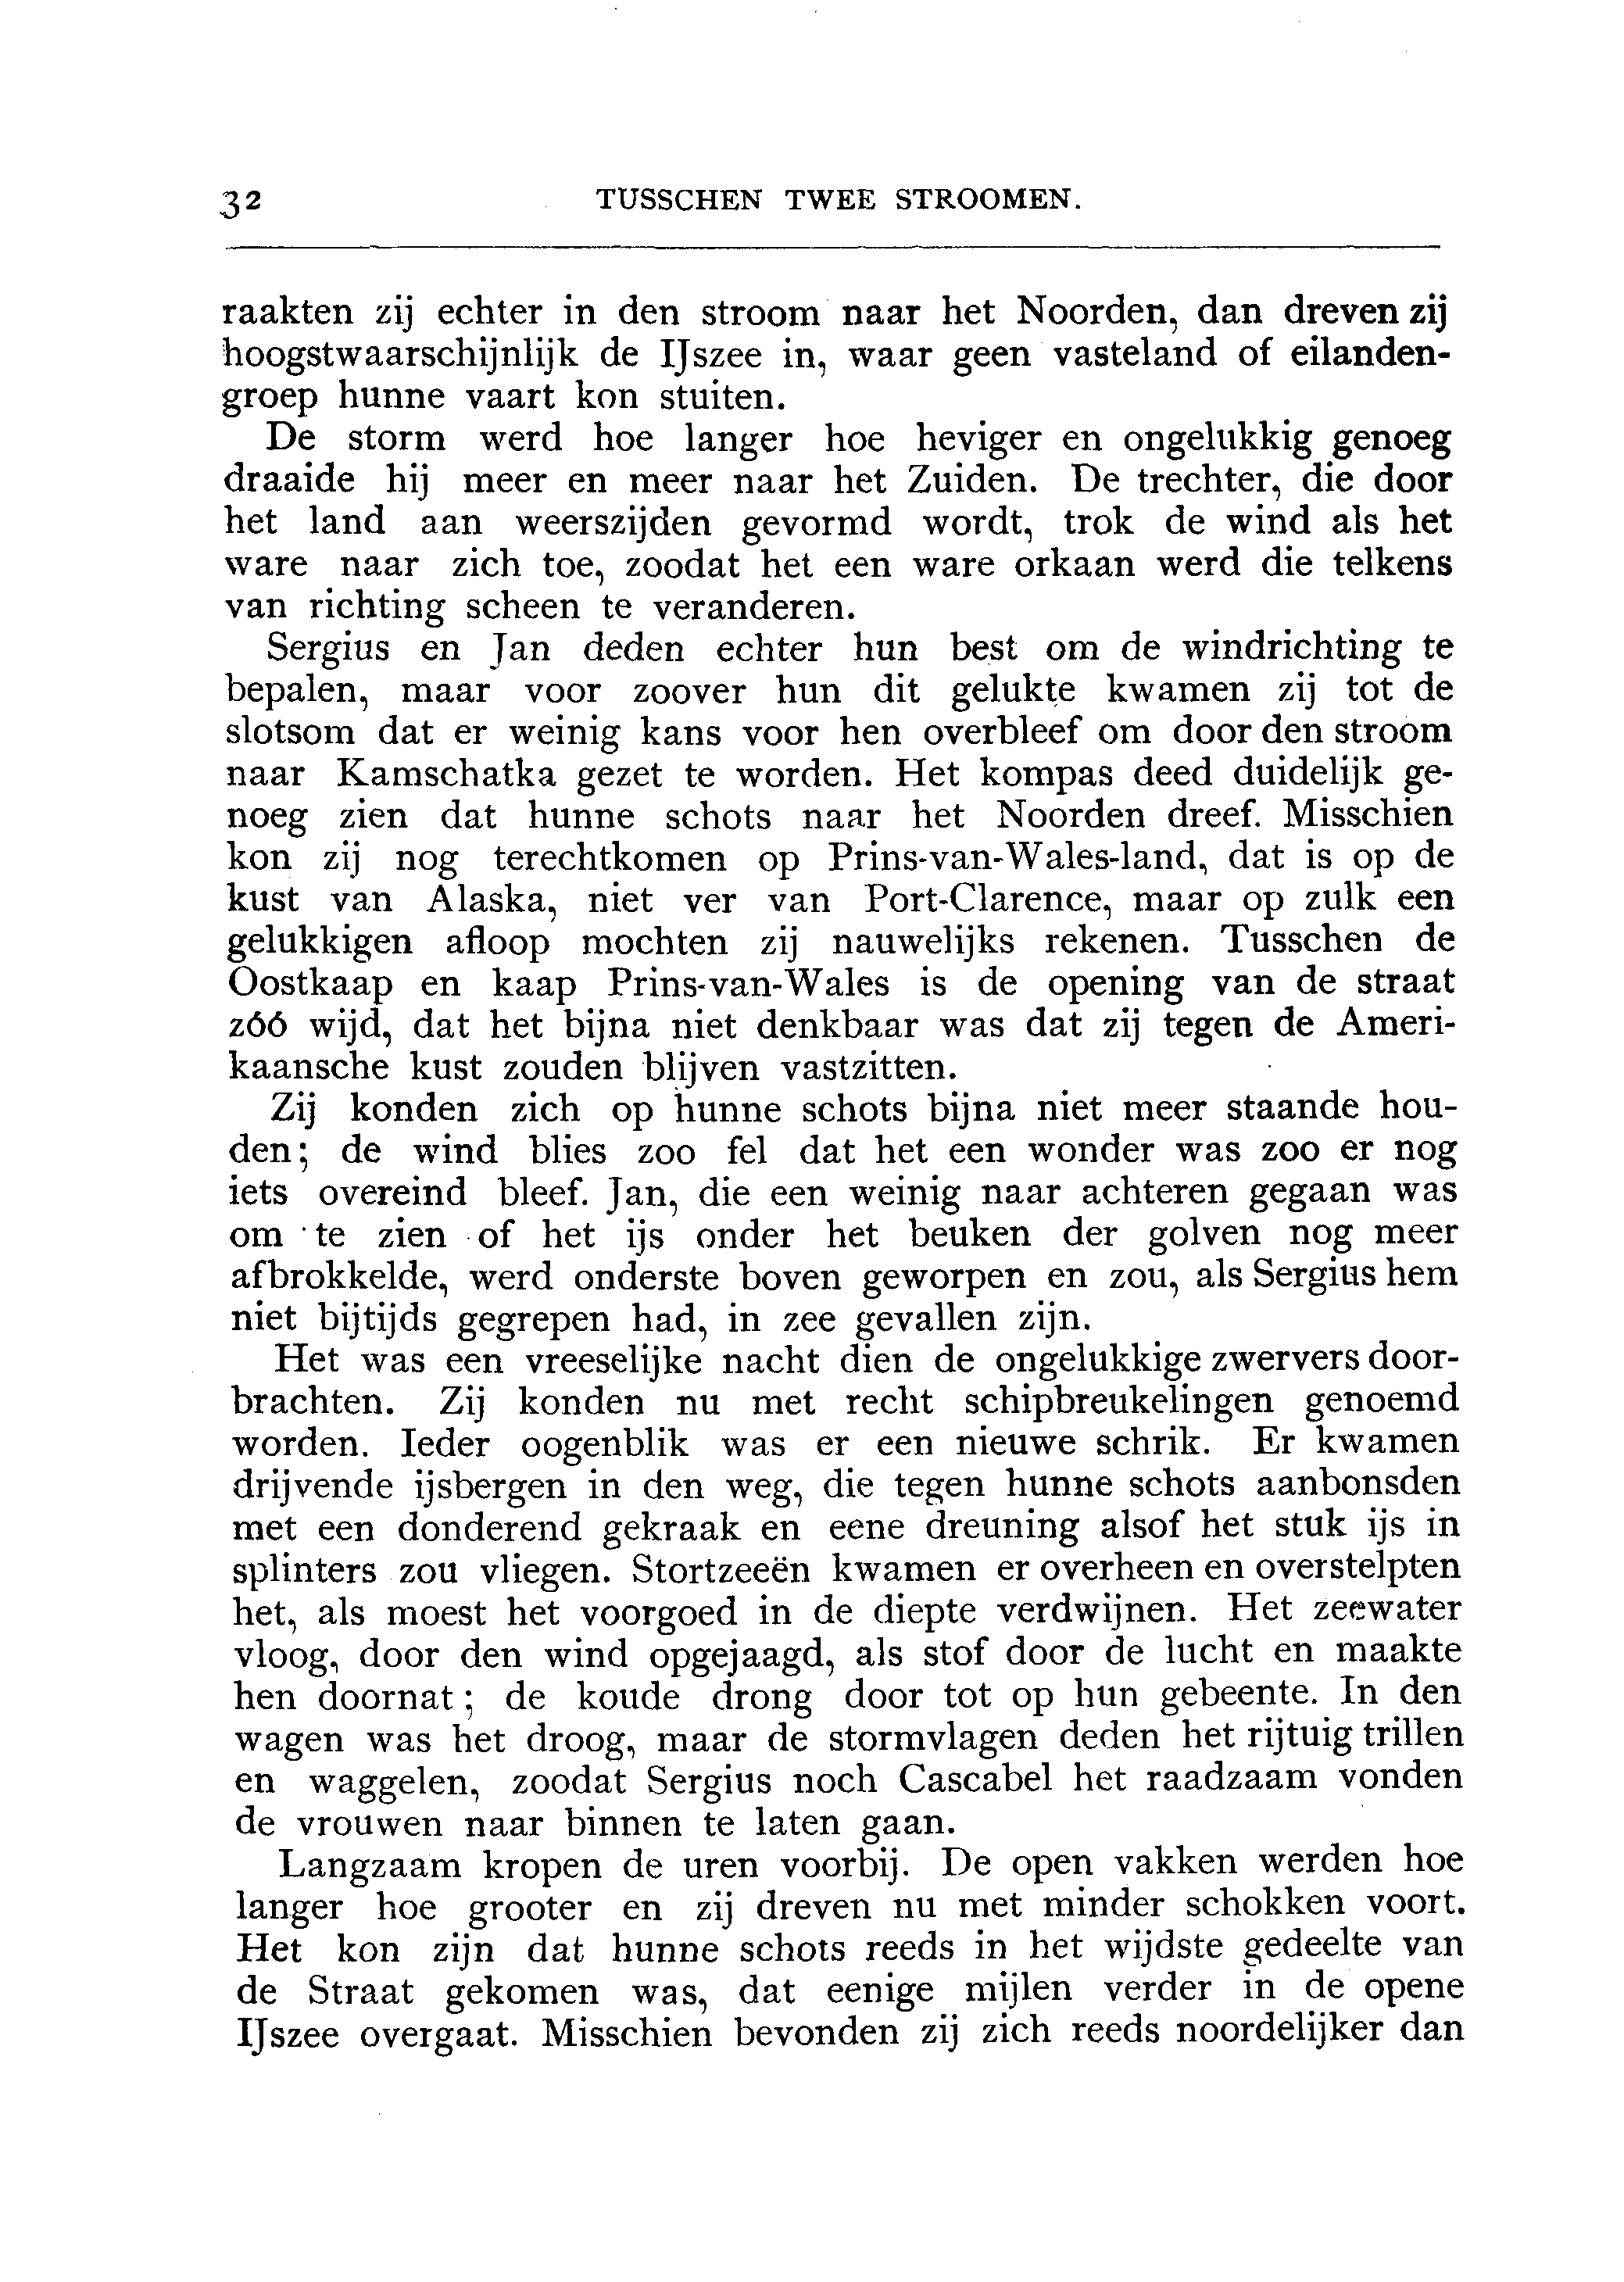 32 TUSSCHEN TWEE STROOMEN.
raakten zij echter in den stroom naar het Noorden, dan dreven zij
hoogstwaarschijnlijk de IJszee in, waar geen vasteland of eilanden-
groep hunne vaart kon stuiten.
De storm werd hoe langer hoe heviger en ongelukkig genoeg
draaide hij meer en meer naar het Zuiden. De trechter, die door
het land aan weerszijden gevormd wordt, trok de wind als het
ware naar zich toe, zoodat het een ware orkaan werd die telkens
van richting scheen te veranderen.
Sergius en Jan deden echter hun best om de windrichting te
bepalen, maar voor zoover hun dit gelukte kwamen zij tot de
slotsom dat er weinig kans voor hen overbleef om door den stroom
naar Kamschatka gezet te worden. Het kompas deed duidelijk ge-
noeg zien dat hunne schots naar het Noorden dreef. Misschien
kon zij nog terechtkomen op Prins-van-Wales-land, dat is op de
kust van Alaska, niet ver van Port-Clarence, maar op zulk een
gelukkigen afloop mochten zij nauwelijks rekenen. Tusschen de
Oostkaap en kaap Prins-van-Wales is de opening van de straat
zóó wijd, dat het bijna niet denkbaar was dat zij tegen de Ameri-
kaansche kust zouden blijven vastzitten.
Zij konden zich op hunne schots bijna niet meer staande hou-
den; de wind blies zoo fel dat het een wonder was zoo er nog
iets overeind bleef. Jan, die een weinig naar achteren gegaan was
om te zien of het ijs onder het beuken der golven nog meer
afbrokkelde, werd onderste boven geworpen en zou, als Sergius hem
niet bijtijds gegrepen had, in zee gevallen zijn.
Het was een vreeselijke nacht dien de ongelukkige zwervers door-
brachten. Zij konden nu met recht schipbreukelingen genoemd
worden. Ieder oogenblik was er een nieuwe schrik. Er kwamen
drijvende ijsbergen in den weg, die tegen hunne schots aanbonsden
met een donderend gekraak en eene dreuning alsof het stuk ijs in
splinters zou vliegen. Stortzeeën kwamen er overheen en overstelpten
het, als moest het voorgoed in de diepte verdwijnen. Het zeewater
vloog, door den wind opgejaagd, als stof door de lucht en maakte
hen doornat; de koude drong door tot op hun gebeente. In den
wagen was het droog, maar de stormvlagen deden het rijtuig trillen
en waggelen, zoodat Sergius noch Cascabel het raadzaam vonden
de vrouwen naar binnen te laten gaan.
Langzaam kropen de uren voorbij. De open vakken werden hoe
langer hoe grooter en zij dreven nu met minder schokken voort.
Het kon zijn dat hunne schots reeds in het wijdste gedeelte van
de Straat gekomen was, dat eenige mijlen verder in de opene
IJszee overgaat. Misschien bevonden zij zich reeds noordelijker dan